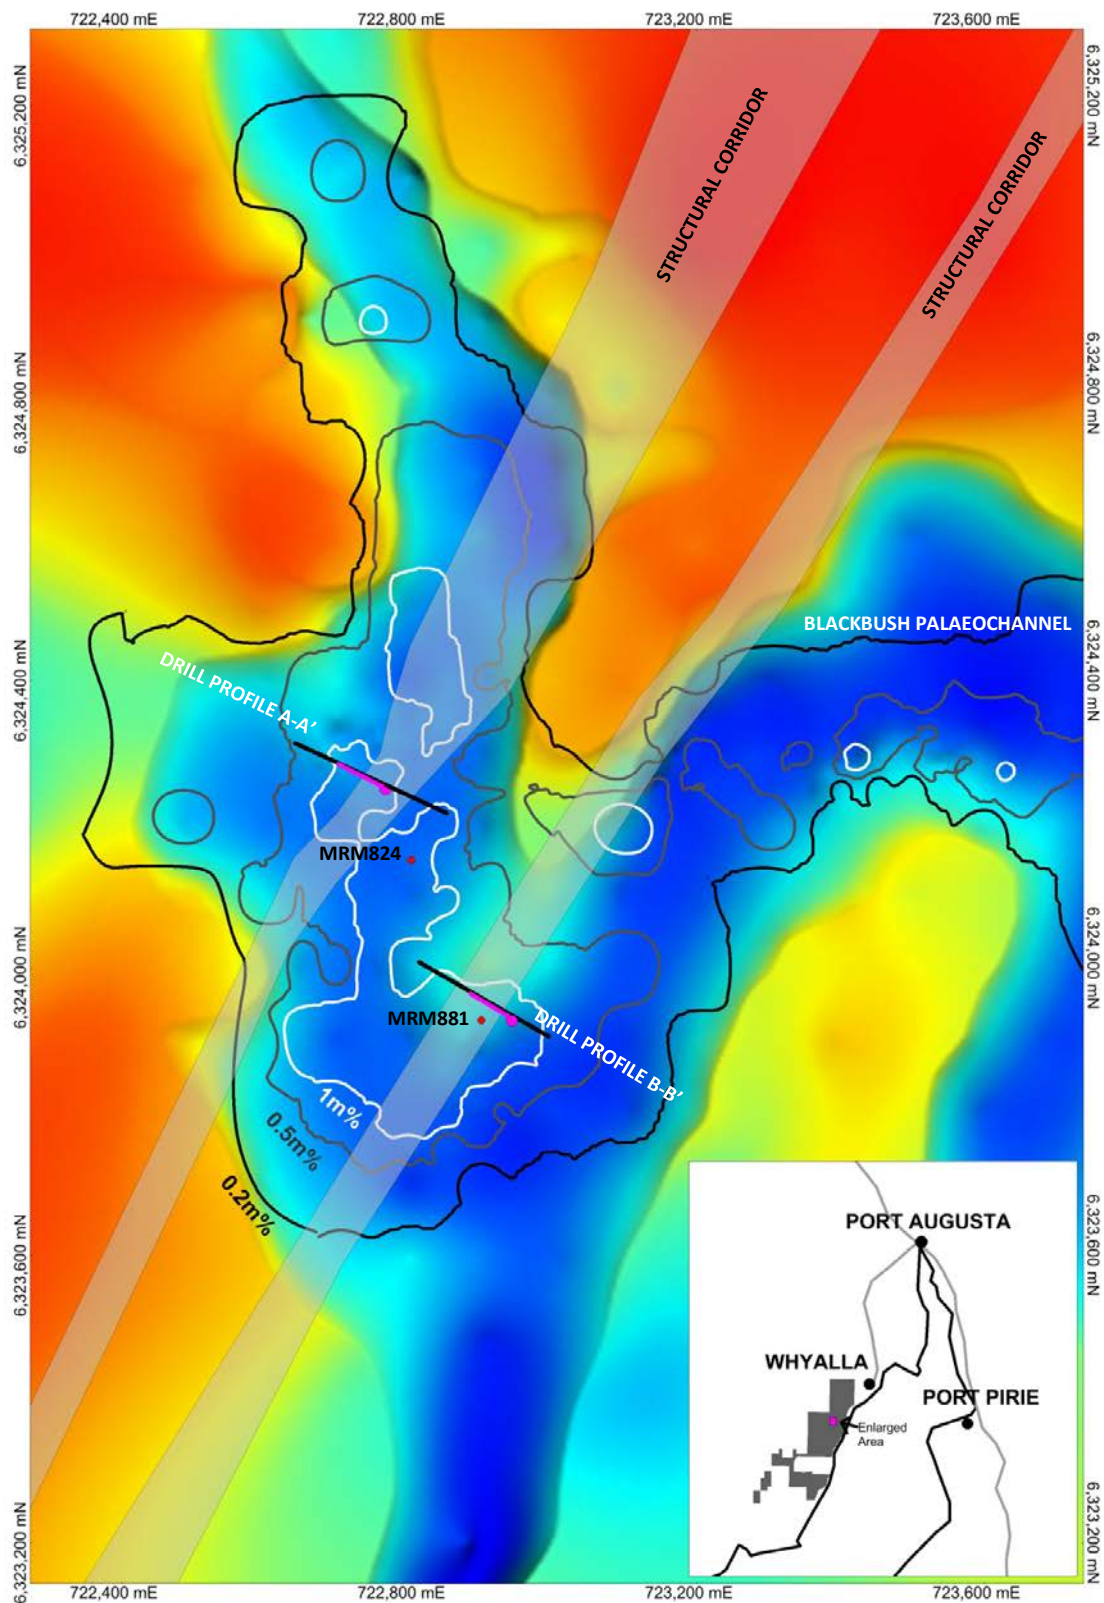 722,400 mE
722,800 mE
723,200 mE
723,600 mE
6,325,200 mN
6,325,200 mN
STRUCTURAL CORRIDOR
STRUCTURAL CORRIDOR
6,324,800 mN
6,324,800 mN
BLACKBUSH PALAEOCHANNEL
6,324,400 mN
6,324,400 mN
DRILL PROFILE A-A’
MRM824
6,324,000 mN
6,324,000 mN
MRM881
DRILL PROFILE B-B’
1m%
0.5m%
0.2m%
6,323,600 mN
6,323,600 mN
PORT AUGUSTA
WHYALLA
PORT PIRIE
Enlarged
Area
6,323,200 mN
6,323,200 mN
722,400 mE
722,800 mE
723,200 mE
723,600 mE